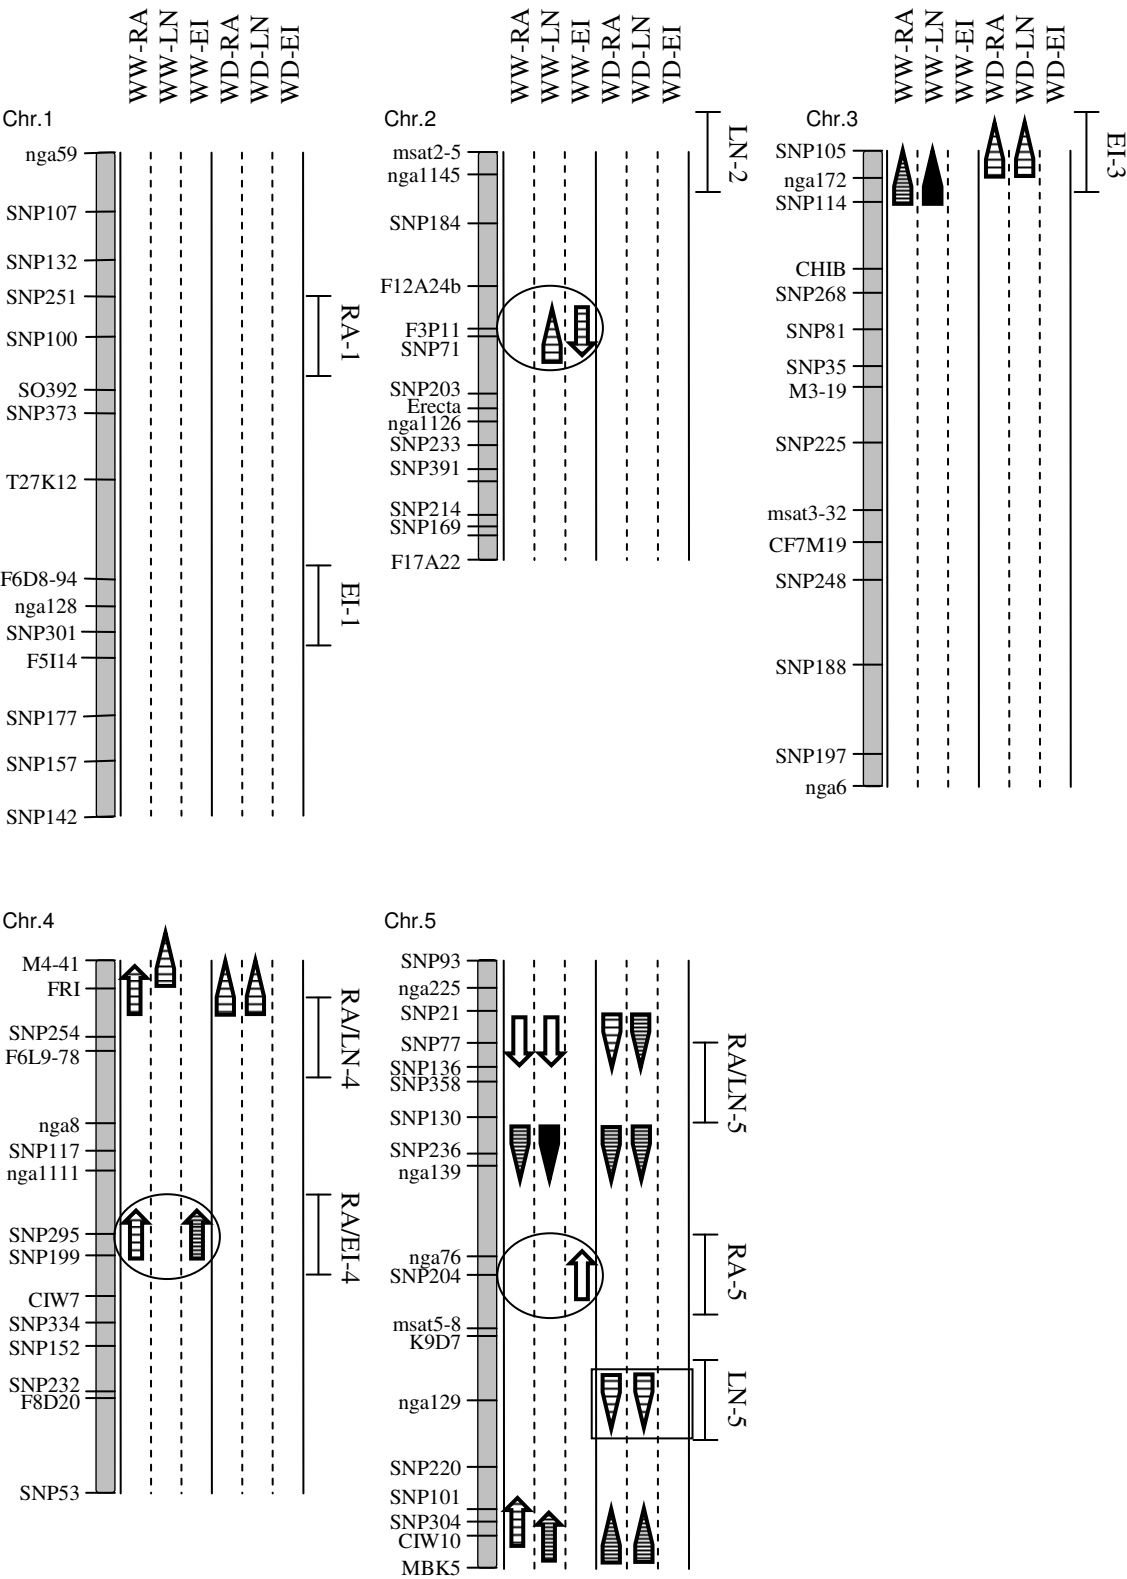 WW-RA
WW-LN
WW-EI
WD-RA
WD-LN
WD-EI
WW-RA
WW-LN
WW-EI
WD-RA
WD-LN
WD-EI
WW-RA
WW-LN
WW-EI
WD-RA
WD-LN
WD-EI
Chr.1
nga59
SNP107
SNP132
SNP251
SNP100
SO392
SNP373
T27K12
F6D8-94
nga128
SNP301
F5I14
SNP177
SNP157
SNP142
RA-1
EI-1
Chr.2
msat2-5
nga1145
SNP184
F12A24b
F3P11
SNP71
SNP203
Erecta
nga1126
SNP233
SNP391
SNP214
SNP169
F17A22
LN-2
Chr.3
SNP105
nga172
SNP114
CHIB
SNP268
SNP81
SNP35
M3-19
SNP225
msat3-32
CF7M19
SNP248
SNP188
SNP197
nga6
EI-3
Chr.4
M4-41
FRI
SNP254
F6L9-78
nga8
SNP117
nga1111
SNP295
SNP199
CIW7
SNP334
SNP152
SNP232
F8D20
SNP53
RA/LN-4
RA/EI-4
Chr.5
SNP93
nga225
SNP21
SNP77
SNP136
SNP358
SNP130
SNP236
nga139
nga76
SNP204
msat5-8
K9D7
nga129
SNP220
SNP101
SNP304
CIW10
MBK5
RA/LN-5
RA-5
LN-5